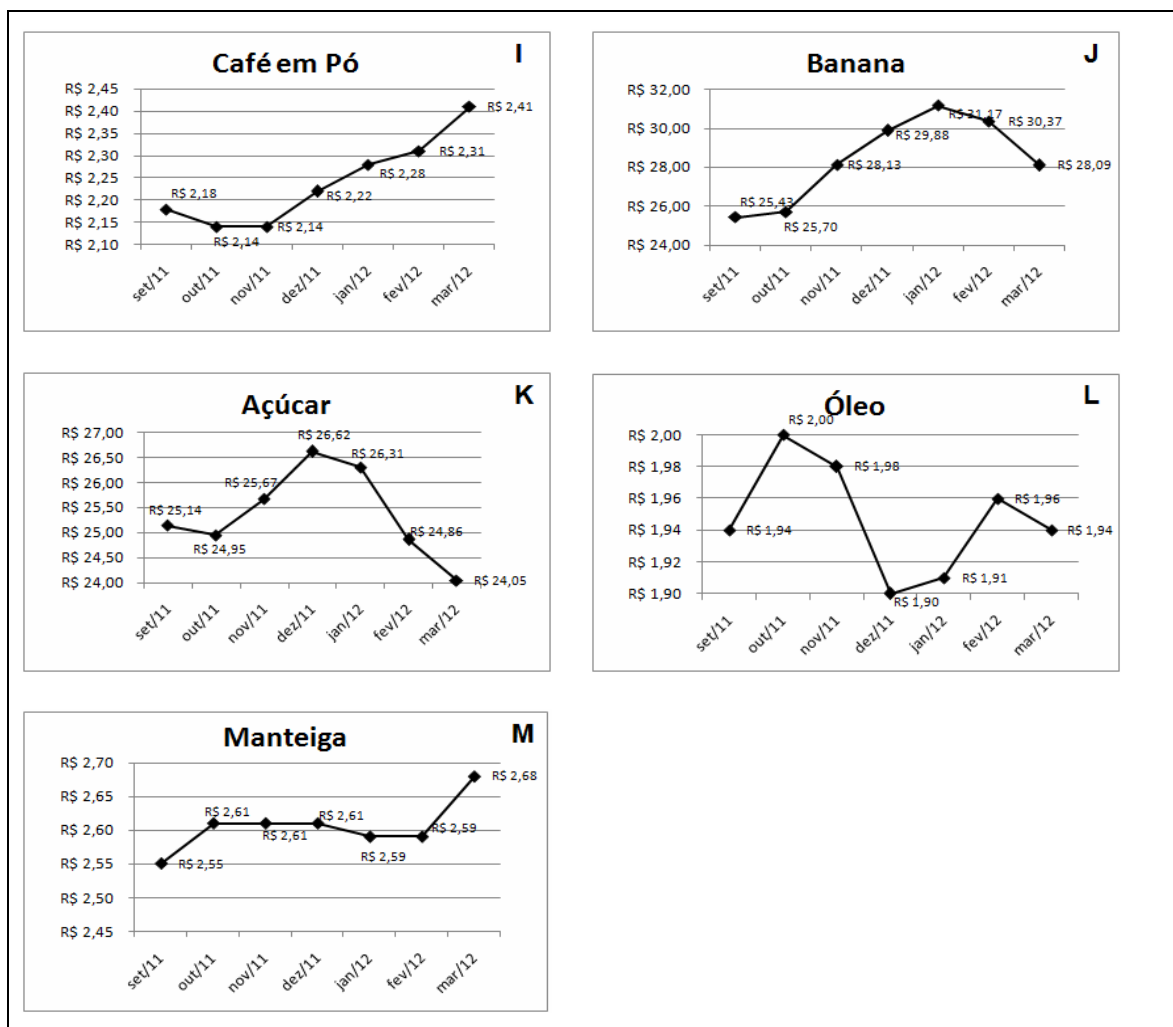 Café em Pó
I
R$ 2,45
R$ 2,40
R$ 2,35
R$ 2,30
R$ 2,25
R$ 2,20
R$ 2,15
R$ 2,10
R$ 2,18
R$ 2,14
R$ 2,14
R$ 2,22
R$ 2,28
R$ 2,31
R$ 2,41
set/11
out/11
nov/11
dez/11
jan/12
fev/12
mar/12
Banana
J
R$ 32,00
R$ 30,00
R$ 28,00
R$ 26,00
R$ 24,00
R$ 25,43
R$ 25,70
R$ 28,13
R$ 29,88
R$ 31,17
R$ 30,37
R$ 28,09
set/11
out/11
nov/11
dez/11
jan/12
fev/12
mar/12
Açúcar
K
R$ 27,00
R$ 26,50
R$ 26,00
R$ 25,50
R$ 25,00
R$ 24,50
R$ 24,00
R$ 25,14
R$ 24,95
R$ 25,67
R$ 26,62
R$ 26,31
R$ 24,86
R$ 24,05
set/11
out/11
nov/11
dez/11
jan/12
fev/12
mar/12
Óleo
L
R$ 2,00
R$ 1,98
R$ 1,96
R$ 1,94
R$ 1,92
R$ 1,90
R$ 1,94
R$ 2,00
R$ 1,98
R$ 1,90
R$ 1,91
R$ 1,96
R$ 1,94
set/11
out/11
nov/11
dez/11
jan/12
fev/12
mar/12
Manteiga
M
R$ 2,70
R$ 2,65
R$ 2,60
R$ 2,55
R$ 2,50
R$ 2,45
R$ 2,55
R$ 2,61
R$ 2,61
R$ 2,61
R$ 2,59
R$ 2,59
R$ 2,68
set/11
out/11
nov/11
dez/11
jan/12
fev/12
mar/12